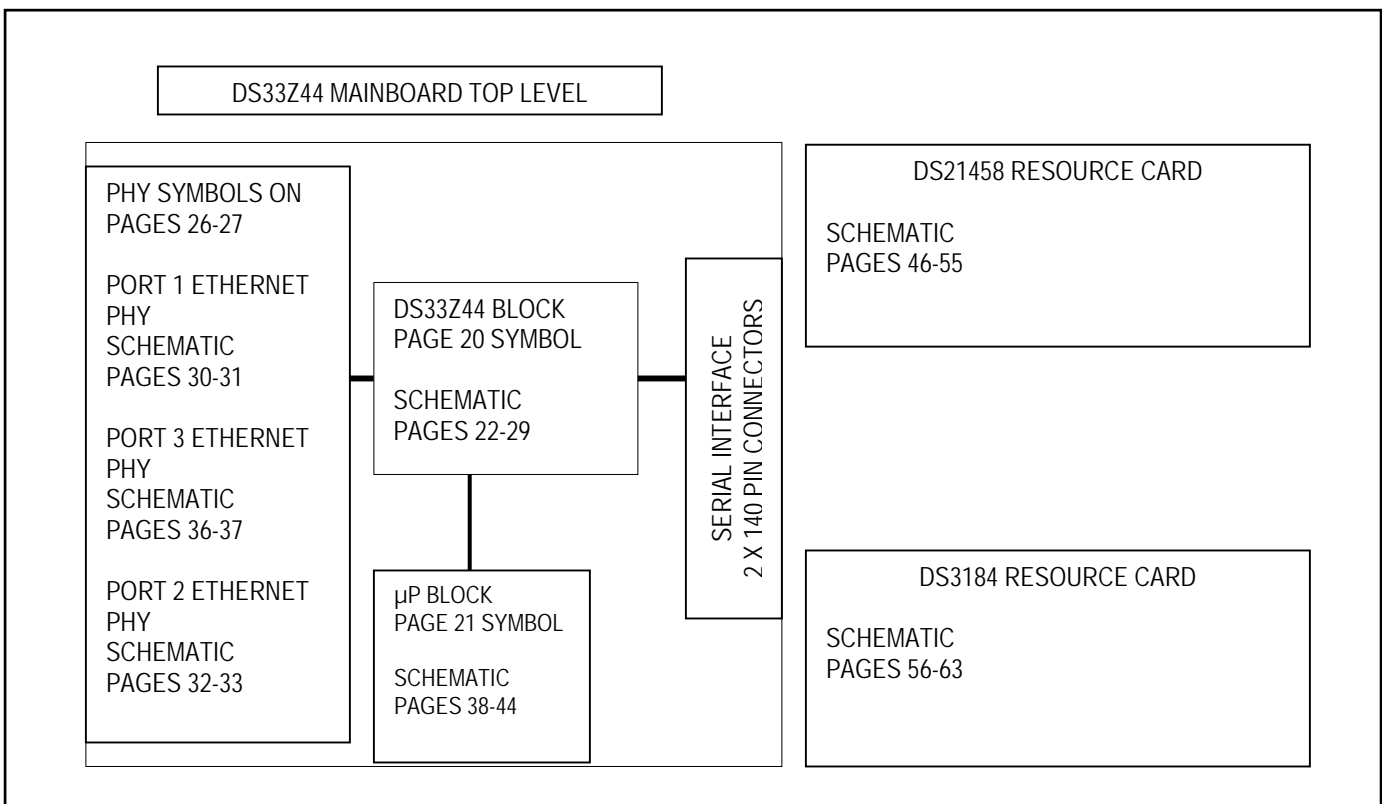 DS33Z44 MAINBOARD TOP LEVEL
PHY SYMBOLS ON
PAGES 26-27
PORT 1 ETHERNET
PHY
SCHEMATIC
PAGES 30-31
PORT 3 ETHERNET
PHY
SCHEMATIC
PAGES 36-37
PORT 2 ETHERNET
PHY
SCHEMATIC
PAGES 32-33
DS33Z44 BLOCK
PAGE 20 SYMBOL
SCHEMATIC
PAGES 22-29
µP BLOCK
PAGE 21 SYMBOL
SCHEMATIC
PAGES 38-44
SERIAL INTERFACE
2 X 140 PIN CONNECTORS
DS21458 RESOURCE CARD
SCHEMATIC
PAGES 46-55
DS3184 RESOURCE CARD
SCHEMATIC
PAGES 56-63